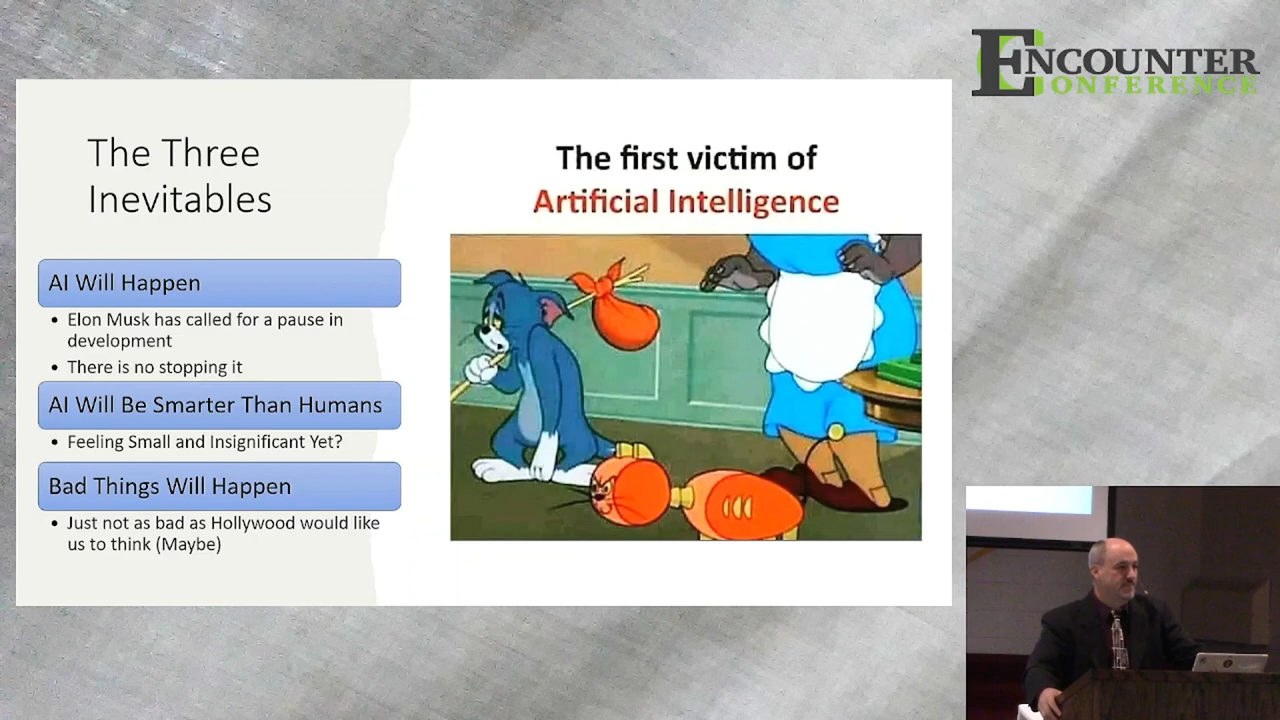 ENCOUNTER
CONFERENCE
The Three
Inevitables
AI Will Happen
• Elon Musk has called for a pause in
development
• There is no stopping it
AI Will Be Smarter Than Humans
• Feeling Small and Insignificant Yet?
Bad Things Will Happen
• Just not as bad as Hollywood would like
us to think (Maybe)
The first victim of
Artificial Intelligence